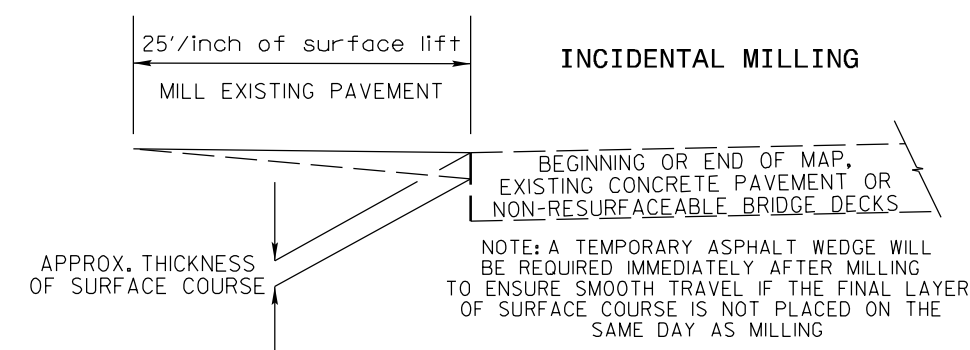 25'/inch of surface lift
INCIDENTAL MILLING
MILL EXISTING PAVEMENT
BEGINNING OR END OF MAP,
EXISTING CONCRETE PAVEMENT OR
NON-RESURFACEABLE BRIDGE DECKS
APPROX. THICKNESS
OF SURFACE COURSE
NOTE: A TEMPORARY ASPHALT WEDGE WILL
BE REQUIRED IMMEDIATELY AFTER MILLING
TO ENSURE SMOOTH TRAVEL IF THE FINAL LAYER
OF SURFACE COURSE IS NOT PLACED ON THE
SAME DAY AS MILLING